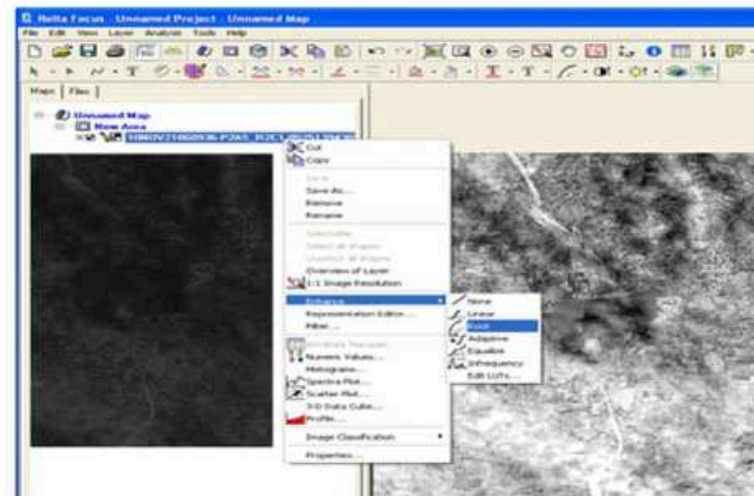 Focus - Unnamed Project - Unnamed Map
File Edit View Layer Analysis Tools Help
Maps Files
Unnamed Map
New Area
Cut
Copy
Save
Save As...
Remove
Rename
Selectable
Select all shapes
Unselect all shapes
Overview of Layer
1:1 Image Resolution
Enhance
Representation Editor...
Filter...
Attribute Manager...
Numeric Values...
Histograms...
Spectra Plot...
Scatter Plot...
3-D Data Cube...
Profile...
Image Classification
Properties...
None
Linear
Root
Adaptive
Equalize
Infrequency
Edit LUTs...